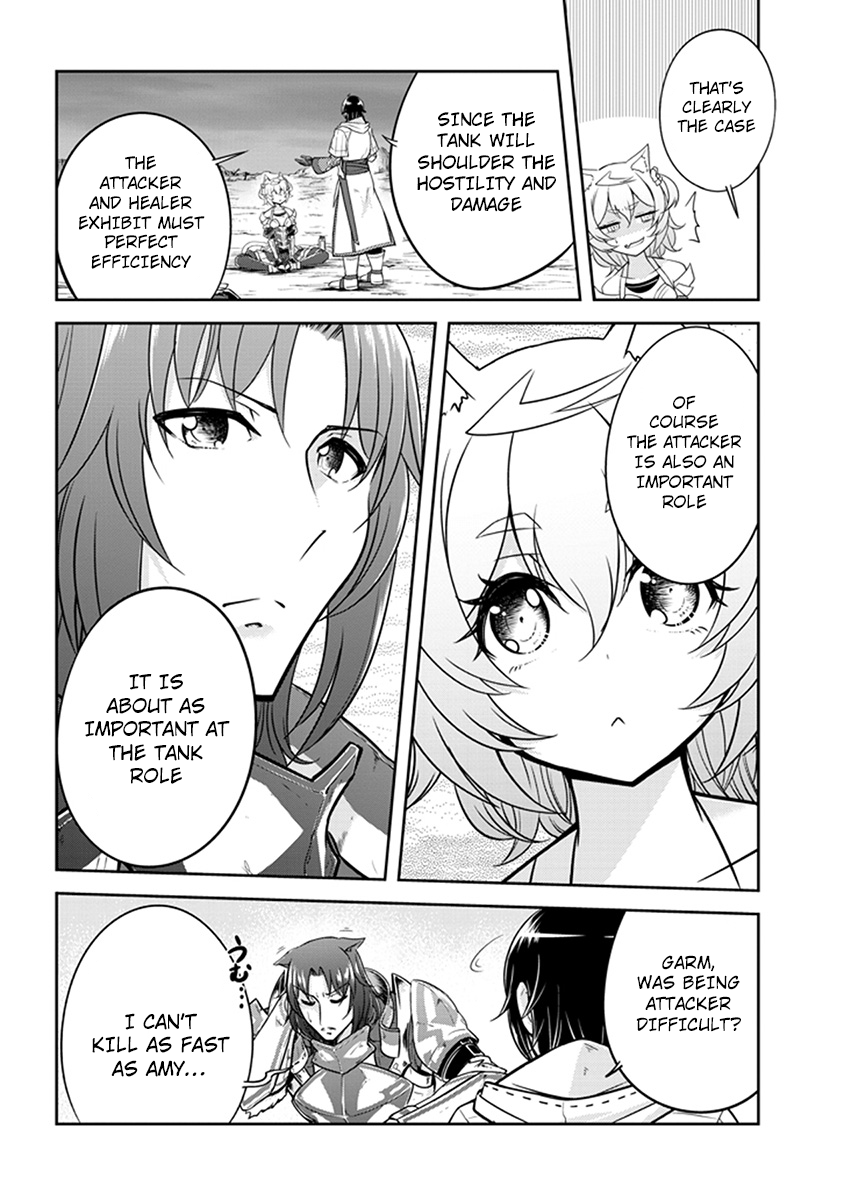 THAT'S
CLEARLY
THE CASE
SINCE THE
TANK WILL
SHOULDER THE
HOSTILITY AND
DAMAGE
THE
ATTACKER
AND HEALER
EXHIBIT MUST
PERFECT
EFFICIENCY
OF
COURSE
THE ATTACKER
IS ALSO AN
IMPORTANT
ROLE
IT IS
ABOUT AS
IMPORTANT AT
THE TANK
ROLE
GARM,
WAS BEING
ATTACKER
DIFFICULT?
うむ…
I CAN'T
KILL AS FAST
AS AMY...